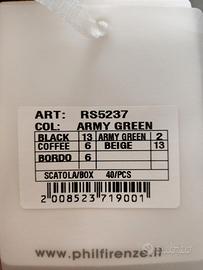 ART: RS5237
COL: ARMY GREEN
BLACK 13 ARMY GREEN 2
COFFEE 6 BEIGE 13
BORDO 6
SCATOLA/BOX 40/PCS
2 008523 719001
www.philfirenze.it